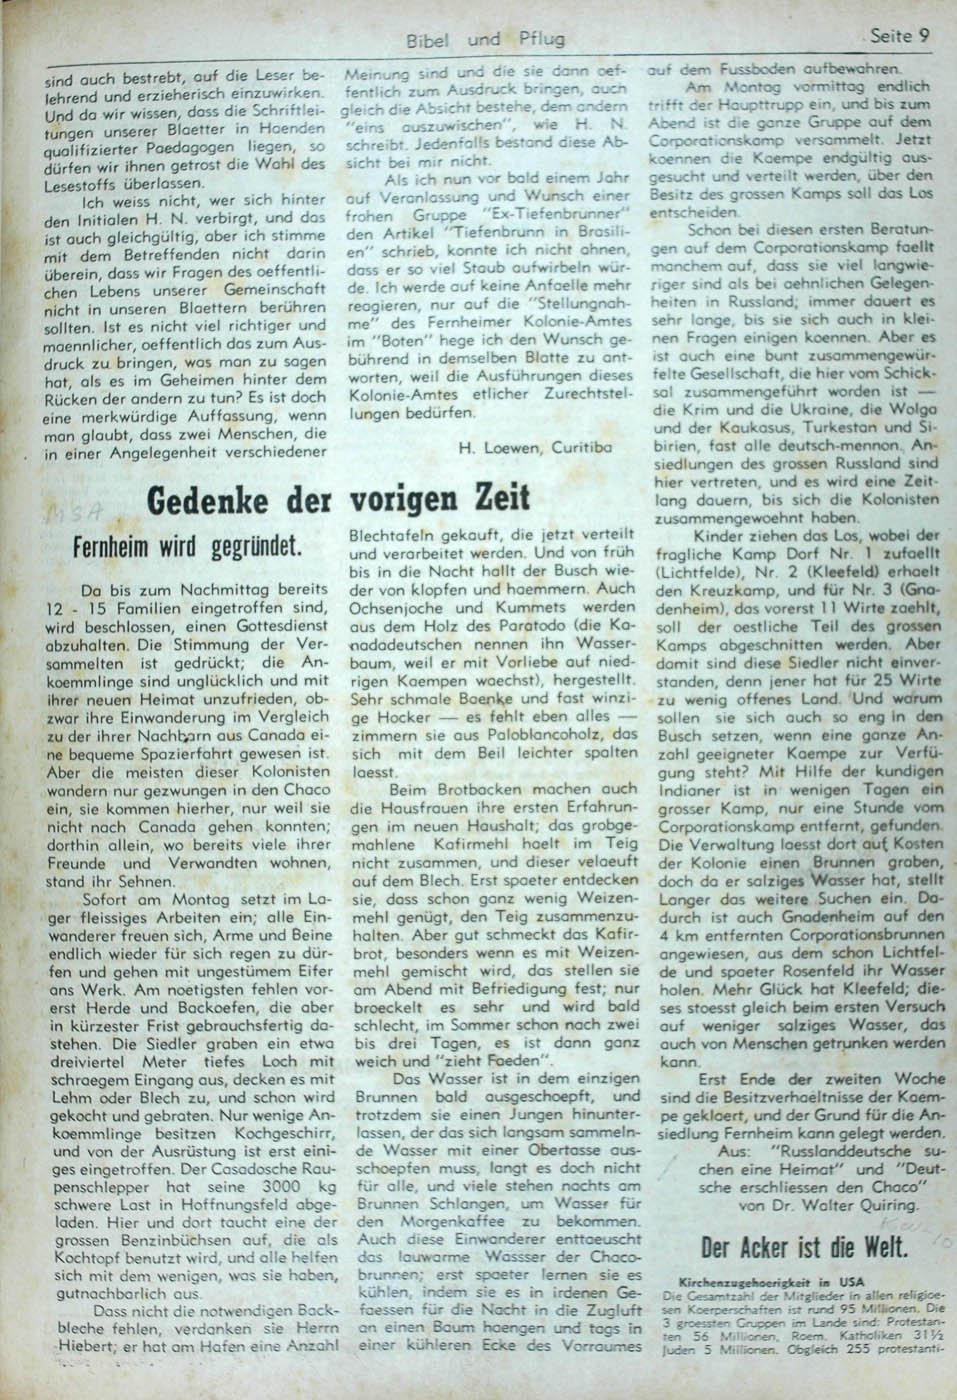 Bibel und Pflug
Seite 9
sind auch bestrebt, auf die Leser be-
lehrend und erzieherisch einzuwirken.
Und da wir wissen, dass die Schriftlei-
tungen unserer Blaetter in Haenden
qualifizierter Paedagogen liegen, so
dürfen wir ihnen getrost die Wahl des
Lesestoffs überlassen.
Ich weiss nicht, wer sich hinter
den Initialen H. N. verbirgt, und das
ist auch gleichgültig, aber ich stimme
mit dem Betreffenden nicht darin
überein, dass wir Fragen des oeffentli-
chen Lebens unserer Gemeinschaft
nicht in unseren Blaettern berühren
sollten. Ist es nicht viel richtiger und
maennlicher, oeffentlich das zum Aus-
druck zu bringen, was man zu sagen
hat, als es im Geheimen hinter dem
Rücken der andern zu tun? Es ist doch
eine merkwürdige Auffassung, wenn
man glaubt, dass zwei Menschen, die
in einer Angelegenheit verschiedener
Meinung sind und die sie dann oef-
fentlich zum Ausdruck bringen, auch
gleich die Absicht bestehe, dem andern
"eins auszuwischen", wie H. N.
schreibt. Jedenfalls bestand diese Ab-
sicht bei mir nicht.
Als ich nun vor bald einem Jahr
auf Veranlassung und Wunsch einer
frohen Gruppe "Ex-Tiefenbrunner"
den Artikel "Tiefenbrunn in Brasili-
en" schrieb, konnte ich nicht ahnen,
dass er so viel Staub aufwirbeln wür-
de. Ich werde auf keine Anfaelle mehr
reagieren, nur auf die "Stellungnah-
me" des Fernheimer Kolonie-Amtes
im "Boten" hege ich den Wunsch ge-
bührend in demselben Blatte zu ant-
worten, weil die Ausführungen dieses
Kolonie-Amtes etlicher Zurechtstel-
lungen bedürfen.
H. Loewen, Curitiba
Gedenke der vorigen Zeit
MSA
Fernheim wird gegründet.
Da bis zum Nachmittag bereits
12 - 15 Familien eingetroffen sind,
wird beschlossen, einen Gottesdienst
abzuhalten. Die Stimmung der Ver-
sammelten ist gedrückt; die An-
koemmlinge sind unglücklich und mit
ihrer neuen Heimat unzufrieden, ob-
zwar ihre Einwanderung im Vergleich
zu der ihrer Nachbarn aus Canada ei-
ne bequeme Spazierfahrt gewesen ist.
Aber die meisten dieser Kolonisten
wandern nur gezwungen in den Chaco
ein, sie kommen hierher, nur weil sie
nicht nach Canada gehen konnten;
dorthin allein, wo bereits viele ihrer
Freunde und Verwandten wohnen,
stand ihr Sehnen.
Sofort am Montag setzt im La-
ger fleissiges Arbeiten ein; alle Ein-
wanderer freuen sich, Arme und Beine
endlich wieder für sich regen zu dür-
fen und gehen mit ungestümem Eifer
ans Werk. Am noetigsten fehlen vor-
erst Herde und Backoefen, die aber
in kürzester Frist gebrauchsfertig da-
stehen. Die Siedler graben ein etwa
dreiviertel Meter tiefes Loch mit
schraegem Eingang aus, decken es mit
Lehm oder Blech zu, und schon wird
gekocht und gebraten. Nur wenige An-
koemmlinge besitzen Kochgeschirr,
und von der Ausrüstung ist erst eini-
ges eingetroffen. Der Casadosche Rau-
penschlepper hat seine 3000 kg
schwere Last in Hoffnungsfeld abge-
laden. Hier und dort taucht eine der
grossen Benzinbüchsen auf, die als
Kochtopf benutzt wird, und alle helfen
sich mit dem wenigen, was sie haben,
gutnachbarlich aus.
Dass nicht die notwendigen Back-
bleche fehlen, verdanken sie Herrn
Hiebert; er hat am Hafen eine Anzahl
Blechtafeln gekauft, die jetzt verteilt
und verarbeitet werden. Und von früh
bis in die Nacht hallt der Busch wie-
der von klopfen und haemmern. Auch
Ochsenjoche und Kummets werden
aus dem Holz des Paratodo (die Ka-
nadadeutschen nennen ihn Wasser-
baum, weil er mit Vorliebe auf nied-
rigen Kaempen waechst), hergestellt.
Sehr schmale Baenke und fast winzi-
ge Hocker — es fehlt eben alles —
zimmern sie aus Paloblancoholz, das
sich mit dem Beil leichter spalten
laesst.
Beim Brotbacken machen auch
die Hausfrauen ihre ersten Erfahrun-
gen im neuen Haushalt; das grobge-
mahlene Kafirmehl haelt im Teig
nicht zusammen, und dieser velaeuft
auf dem Blech. Erst spaeter entdecken
sie, dass schon ganz wenig Weizen-
mehl genügt, den Teig zusammenzu-
halten. Aber gut schmeckt das Kafir-
brot, besonders wenn es mit Weizen-
mehl gemischt wird, das stellen sie
am Abend mit Befriedigung fest; nur
broeckelt es sehr und wird bald
schlecht, im Sommer schon nach zwei
bis drei Tagen, es ist dann ganz
weich und "zieht Faeden".
Das Wasser ist in dem einzigen
Brunnen bald ausgeschoepft, und
trotzdem sie einen Jungen hinunter-
lassen, der das sich langsam sammeln-
de Wasser mit einer Obertasse aus-
schoepfen muss, langt es doch nicht
für alle, und viele stehen nachts am
Brunnen Schlangen, um Wasser für
den Morgenkaffee zu bekommen.
Auch diese Einwanderer enttaeuscht
das lauwarme Wassser der Chaco-
brunnen; erst spaeter lernen sie es
kühlen, indem sie es in irdenen Ge-
faessen für die Nacht in die Zugluft
an einen Baum haengen und tags in
einer kühleren Ecke des Vorraumes
auf dem Fussboden aufbewahren.
Am Montag vormittag endlich
trifft der Haupttrupp ein, und bis zum
Abend ist die ganze Gruppe auf dem
Corporationskamp versammelt. Jetzt
koennen die Kaempe endgültig aus-
gesucht und verteilt werden, über den
Besitz des grossen Kamps soll das Los
entscheiden.
Schon bei diesen ersten Beratun-
gen auf dem Corporationskamp faellt
manchem auf, dass sie viel langwie-
riger sind als bei aehnlichen Gelegen-
heiten in Russland; immer dauert es
sehr lange, bis sie sich auch in klei-
nen Fragen einigen koennen. Aber es
ist auch eine bunt zusammengewür-
felte Gesellschaft, die hier vom Schick-
sal zusammengeführt worden ist —
die Krim und die Ukraine, die Wolga
und der Kaukasus, Turkestan und Si-
birien, fast alle deutsch-mennon. An-
siedlungen des grossen Russland sind
hier vertreten, und es wird eine Zeit-
lang dauern, bis sich die Kolonisten
zusammengewoehnt haben.
Kinder ziehen das Los, wobei der
fragliche Kamp Dorf Nr. 1 zufaellt
(Lichtfelde), Nr. 2 (Kleefeld) erhaelt
den Kreuzkamp, und für Nr. 3 (Gna-
denheim), das vorerst 11 Wirte zaehlt,
soll der oestliche Teil des grossen
Kamps abgeschnitten werden. Aber
damit sind diese Siedler nicht einver-
standen, denn jener hat für 25 Wirte
zu wenig offenes Land. Und warum
sollen sie sich auch so eng in den
Busch setzen, wenn eine ganze An-
zahl geeigneter Kaempe zur Verfü-
gung steht? Mit Hilfe der kundigen
Indianer ist in wenigen Tagen ein
grosser Kamp, nur eine Stunde vom
Corporationskamp entfernt, gefunden.
Die Verwaltung laesst dort auf Kosten
der Kolonie einen Brunnen graben,
doch da er salziges Wasser hat, stellt
Langer das weitere Suchen ein. Da-
durch ist auch Gnadenheim auf den
4 km entfernten Corporationsbrunnen
angewiesen, aus dem schon Lichtfel-
de und spaeter Rosenfeld ihr Wasser
holen. Mehr Glück hat Kleefeld; die-
ses stoesst gleich beim ersten Versuch
auf weniger salziges Wasser, das
auch von Menschen getrunken werden
kann.
Erst Ende der zweiten Woche
sind die Besitzverhaeltnisse der Kaem-
pe geklaert, und der Grund für die An-
siedlung Fernheim kann gelegt werden.
Aus: "Russlanddeutsche su-
chen eine Heimat" und "Deut-
sche erschliessen den Chaco"
von Dr. Walter Quiring.
Der Acker ist die Welt.
Kirchenzugehoerigkeit in USA
Die Gesamtzahl der Mitglieder in allen religioe-
sen Koerperschaften ist rund 95 Millionen. Die
3 groessten Gruppen im Lande sind: Protestan-
ten 56 Millionen, Roem. Katholiken 31½
Juden 5 Millionen. Obgleich 255 protestanti-